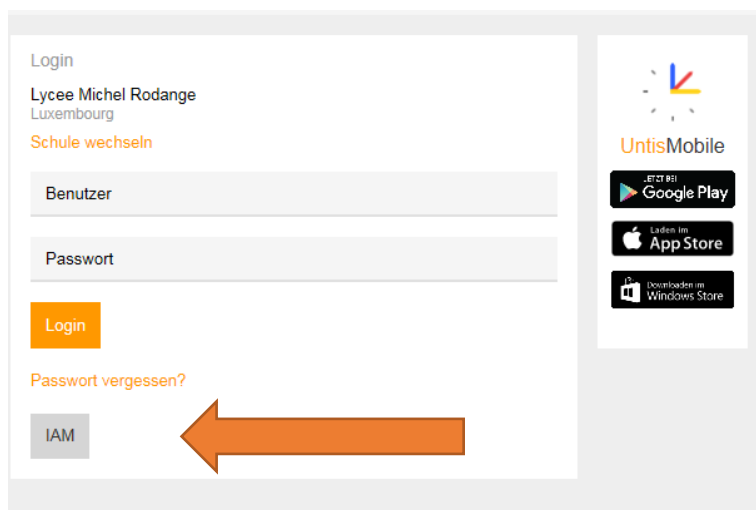 Login
Lycee Michel Rodange
Luxembourg
Schule wechseln
Benutzer
Passwort
Login
Passwort vergessen?
IAM
UntisMobile
JETZT BEI
Google Play
Laden im
App Store
Downloaden im
Windows Store